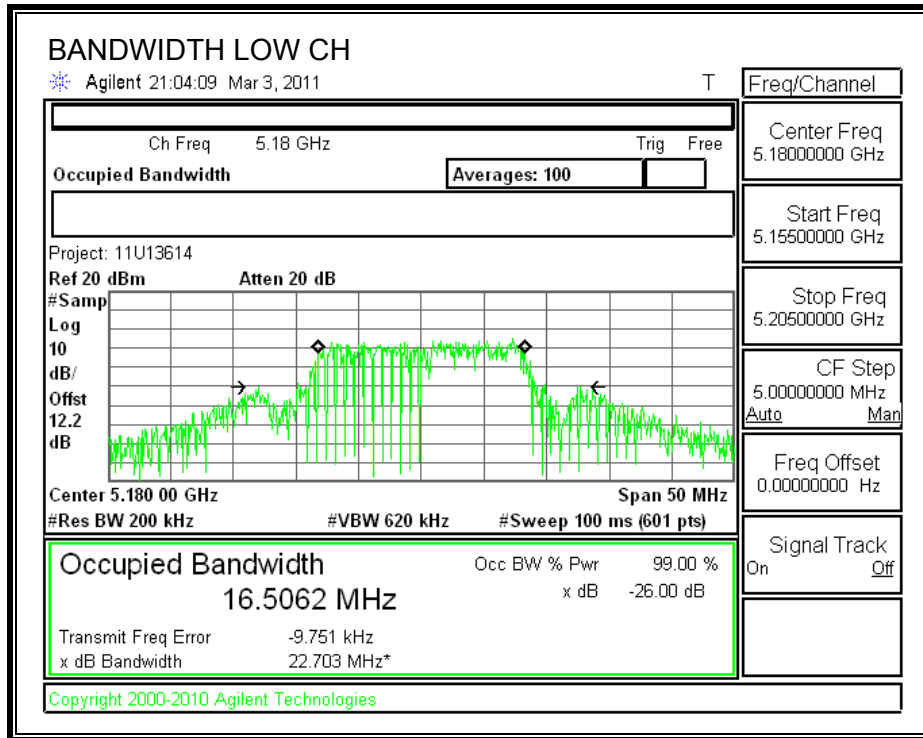 BANDWIDTH LOW CH
Agilent 21:04:09 Mar 3, 2011 T
Freq/Channel
Ch Freq 5.18 GHz Trig Free
Occupied Bandwidth Averages: 100
Center Freq
5.18000000 GHz
Start Freq
5.15500000 GHz
Stop Freq
5.20500000 GHz
CF Step
5.00000000 MHz
Auto Man
Freq Offset
0.00000000 Hz
Signal Track
On Off
Project: 11U13614
Ref 20 dBm Atten 20 dB
#Samp
Log
10
dB/
Offst
12.2
dB
Center 5.180 00 GHz Span 50 MHz
#Res BW 200 kHz #VBW 620 kHz #Sweep 100 ms (601 pts)
Occupied Bandwidth
16.5062 MHz
Occ BW % Pwr 99.00 %
x dB -26.00 dB
Transmit Freq Error -9.751 kHz
x dB Bandwidth 22.703 MHz*
Copyright 2000-2010 Agilent Technologies